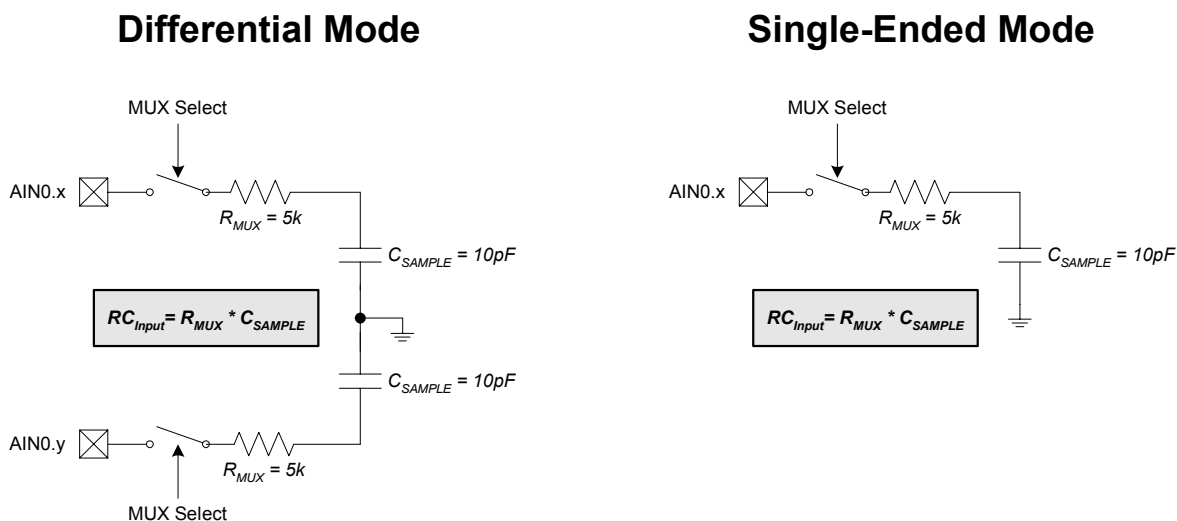 Differential Mode
MUX Select
AIN0.x
R_MUX = 5k
C_SAMPLE = 10pF
RC_Input= R_MUX * C_SAMPLE
C_SAMPLE = 10pF
AIN0.y
R_MUX = 5k
MUX Select
Single-Ended Mode
MUX Select
AIN0.x
R_MUX = 5k
C_SAMPLE = 10pF
RC_Input= R_MUX * C_SAMPLE